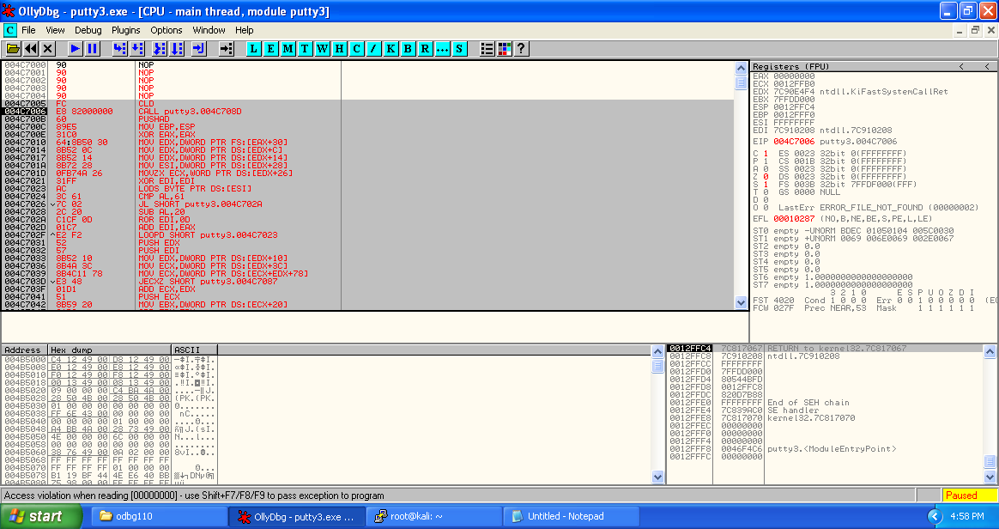 OllyDbg - putty3.exe - [CPU - main thread, module putty3]
C File View Debug Plugins Options Window Help
L E M T W H C / K B R ... S ?
004C7000 90 NOP
004C7001 90 NOP
004C7002 90 NOP
004C7003 90 NOP
004C7004 90 NOP
004C7005 FC CLD
004C7006 E8 82000000 CALL putty3.004C708D
004C700B 60 PUSHAD
004C700C 89E5 MOV EBP,ESP
004C700E 31C0 XOR EAX,EAX
004C7010 64:8B50 30 MOV EDX,DWORD PTR FS:[EAX+30]
004C7014 8B52 0C MOV EDX,DWORD PTR DS:[EDX+C]
004C7017 8B52 14 MOV EDX,DWORD PTR DS:[EDX+14]
004C701A 8B72 28 MOV ESI,DWORD PTR DS:[EDX+28]
004C701D 0FB74A 26 MOVZX ECX,WORD PTR DS:[EDX+26]
004C7021 31FF XOR EDI,EDI
004C7023 AC LODS BYTE PTR DS:[ESI]
004C7024 3C 61 CMP AL,61
004C7026 7C 02 JL SHORT putty3.004C702A
004C7028 2C 20 SUB AL,20
004C702A C1CF 0D ROR EDI,0D
004C702D 01C7 ADD EDI,EAX
004C702F E2 F2 LOOPD SHORT putty3.004C7023
004C7031 52 PUSH EDX
004C7032 57 PUSH EDI
004C7033 8B52 10 MOV EDX,DWORD PTR DS:[EDX+10]
004C7036 8B4A 3C MOV ECX,DWORD PTR DS:[EDX+3C]
004C7039 8B4C11 78 MOV ECX,DWORD PTR DS:[ECX+EDX+78]
004C703D E3 48 JECXZ SHORT putty3.004C7087
004C703F 01D1 ADD ECX,EDX
004C7041 51 PUSH ECX
004C7042 8B59 20 MOV EBX,DWORD PTR DS:[ECX+20]
Registers (FPU) < <
EAX 00000000
ECX 0012FFB0
EDX 7C90E4F4 ntdll.KiFastSystemCallRet
EBX 7FFDD000
ESP 0012FFC4
EBP 0012FFF0
ESI FFFFFFFF
EDI 7C910208 ntdll.7C910208
EIP 004C7006 putty3.004C7006
C 1 ES 0023 32bit 0(FFFFFFFF)
P 1 CS 001B 32bit 0(FFFFFFFF)
A 0 SS 0023 32bit 0(FFFFFFFF)
Z 0 DS 0023 32bit 0(FFFFFFFF)
S 1 FS 003B 32bit 7FFDF000(FFF)
T 0 GS 0000 NULL
D 0
O 0 LastErr ERROR_FILE_NOT_FOUND (00000002)
EFL 00010287 (NO,B,NE,BE,S,PE,L,LE)
ST0 empty -UNORM BDEC 01050104 005C0030
ST1 empty +UNORM 0069 006E0069 002E0067
ST2 empty 0.0
ST3 empty 0.0
ST4 empty 0.0
ST5 empty 0.0
ST6 empty 1.0000000000000000000
ST7 empty 1.0000000000000000000
3 2 1 0 E S P U O Z D I
FST 4020 Cond 1 0 0 0 Err 0 0 1 0 0 0 0 0
FCW 027F Prec NEAR,53 Mask 1 1 1 1 1 1
Address Hex dump ASCII
004B5000 C4 12 49 00 D8 12 49 00
004B5008 E0 12 49 00 E8 12 49 00
004B5010 F0 12 49 00 F8 12 49 00
004B5018 00 13 49 00 08 13 49 00
004B5020 09 00 00 00 C4 BA 4A 00
004B5028 28 50 4B 00 28 50 4B 00 (PK.(PK.
004B5030 01 00 00 00 00 00 00 00
004B5038 FF 6E 43 00 00 00 00 00 nC.....
004B5040 00 00 00 00 01 00 00 00
004B5048 A4 BB 4A 00 28 73 49 00
004B5050 4E 00 00 00 6C 00 00 00 N...l...
004B5058 00 00 00 00 00 00 00 00 ........
004B5060 38 76 49 00 0A 02 00 00
004B5068 FF FF FF FF FF FF FF FF
004B5070 FF FF FF FF 01 00 00 00
004B5078 B1 19 BF 44 4E E6 40 BB
0012FFC4 7C817067 RETURN to kernel32.7C817067
0012FFC8 7C910208 ntdll.7C910208
0012FFCC FFFFFFFF
0012FFD0 7FFDD000
0012FFD4 80544BFD
0012FFD8 0012FFC8
0012FFDC 820D7B88
0012FFE0 FFFFFFFF End of SEH chain
0012FFE4 7C839AC0 SE handler
0012FFE8 7C817070 kernel32.7C817070
0012FFEC 00000000
0012FFF0 00000000
0012FFF4 00000000
0012FFF8 0046F4C6 putty3.<ModuleEntryPoint>
0012FFFC 00000000
Access violation when reading [00000000] - use Shift+F7/F8/F9 to pass exception to program
Paused
start
odbg110
OllyDbg - putty3.exe ...
root@kali: ~
Untitled - Notepad
4:58 PM